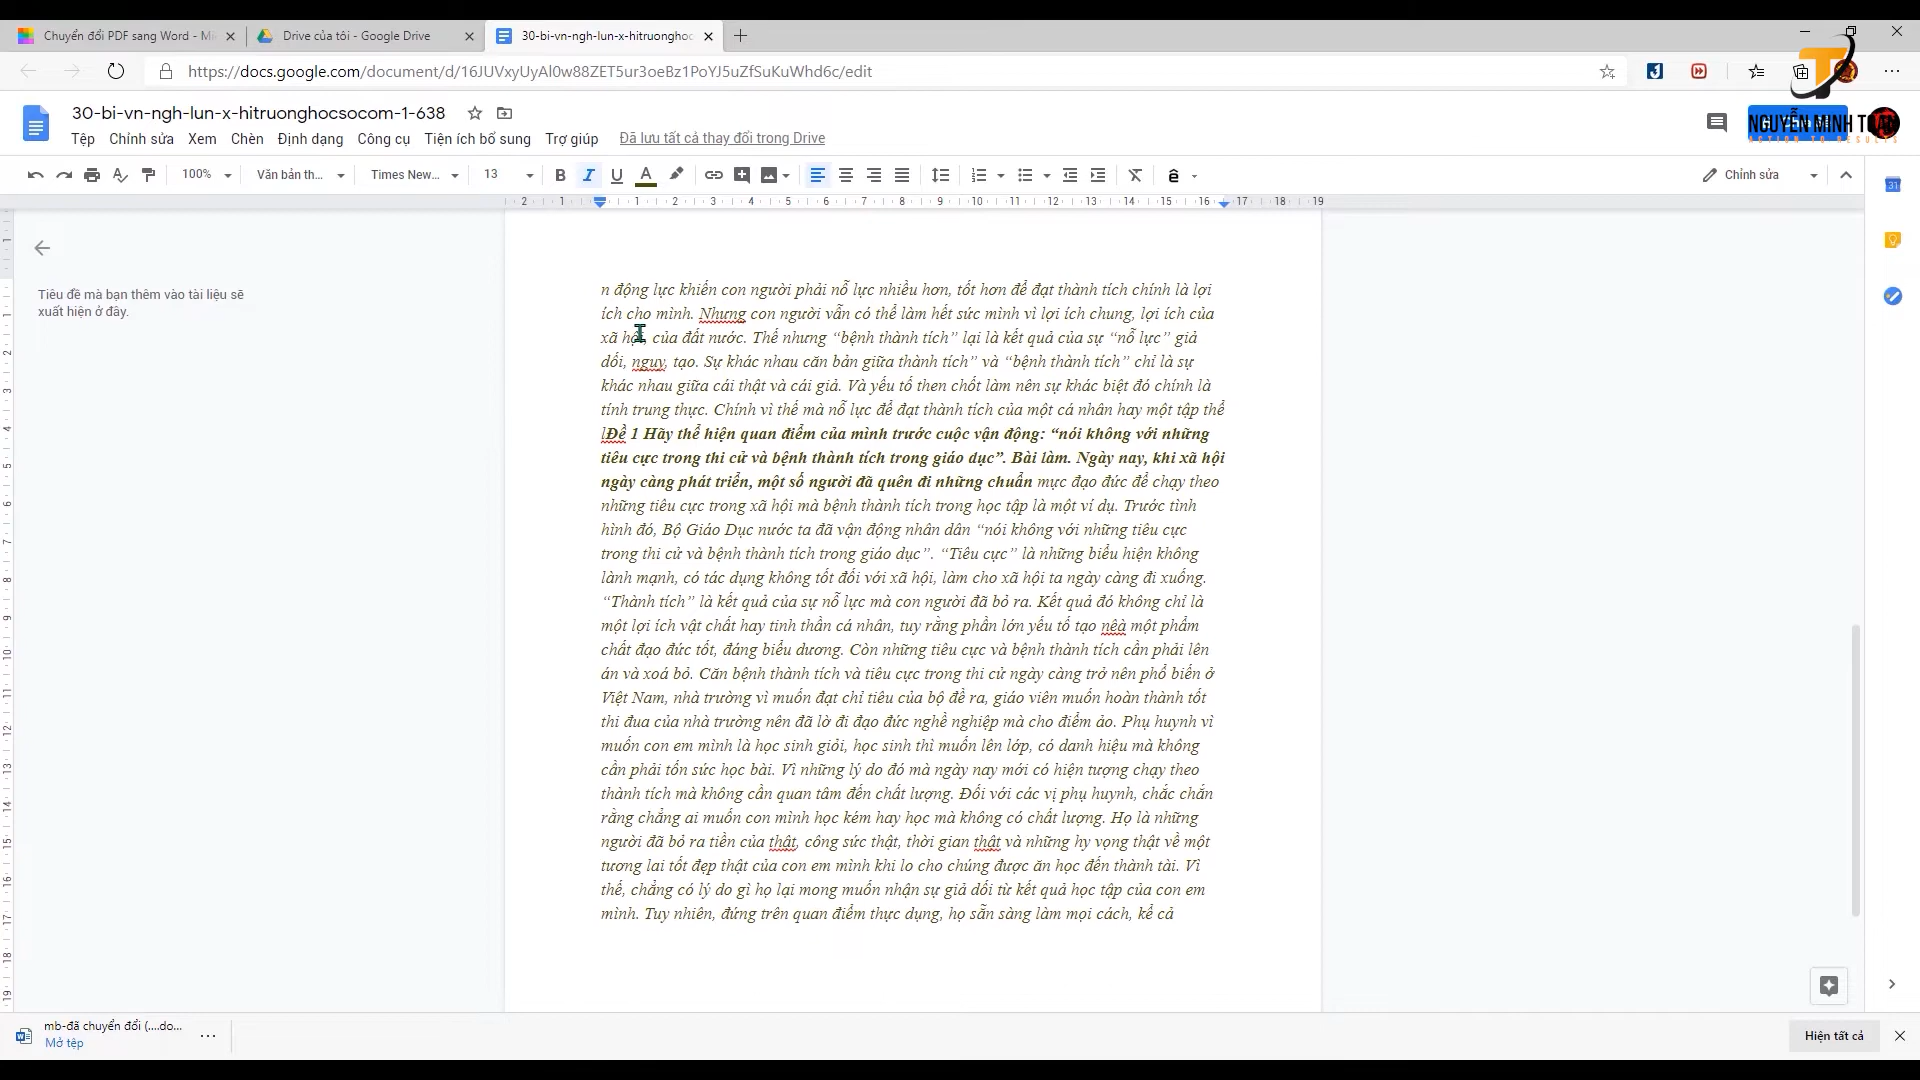 Chuyển đổi PDF sang Word - Mi
Drive của tôi - Google Drive
30-bi-vn-ngh-lun-x-hitruonghocsocom
https://docs.google.com/document/d/16JUVxyUyAl0w88ZET5ur3oeBz1PoYJ5uZfSuKuWhd6c/edit
30-bi-vn-ngh-lun-x-hitruonghocsocom-1-638
NGUYỄN MINH TOÀN
ACTION TO RESULTS
Tệp Chỉnh sửa Xem Chèn Định dạng Công cụ Tiện ích bổ sung Trợ giúp Đã lưu tất cả thay đổi trong Drive
100% Văn bản th... Times New... 13 B I U A ê Chỉnh sửa
2 1 1 2 3 4 5 6 7 8 9 10 11 12 13 14 15 16 17 18 19
Tiêu đề mà bạn thêm vào tài liệu sẽ
xuất hiện ở đây.
n động lực khiến con người phải nỗ lực nhiều hơn, tốt hơn để đạt thành tích chính là lợi
ích cho mình. Nhưng con người vẫn có thể làm hết sức mình vì lợi ích chung, lợi ích của
xã hội, của đất nước. Thế nhưng “bệnh thành tích” lại là kết quả của sự “nỗ lực” giả
dối, nguy, tạo. Sự khác nhau căn bản giữa thành tích” và “bệnh thành tích” chỉ là sự
khác nhau giữa cái thật và cái giả. Và yếu tố then chốt làm nên sự khác biệt đó chính là
tính trung thực. Chính vì thế mà nỗ lực để đạt thành tích của một cá nhân hay một tập thể
lĐề 1 Hãy thể hiện quan điểm của mình trước cuộc vận động: “nói không với những
tiêu cực trong thi cử và bệnh thành tích trong giáo dục”. Bài làm. Ngày nay, khi xã hội
ngày càng phát triển, một số người đã quên đi những chuẩn mực đạo đức để chạy theo
những tiêu cực trong xã hội mà bệnh thành tích trong học tập là một ví dụ. Trước tình
hình đó, Bộ Giáo Dục nước ta đã vận động nhân dân “nói không với những tiêu cực
trong thi cử và bệnh thành tích trong giáo dục”. “Tiêu cực” là những biểu hiện không
lành mạnh, có tác dụng không tốt đối với xã hội, làm cho xã hội ta ngày càng đi xuống.
“Thành tích” là kết quả của sự nỗ lực mà con người đã bỏ ra. Kết quả đó không chỉ là
một lợi ích vật chất hay tinh thần cá nhân, tuy rằng phần lớn yếu tố tạo nêà một phẩm
chất đạo đức tốt, đáng biểu dương. Còn những tiêu cực và bệnh thành tích cần phải lên
án và xoá bỏ. Căn bệnh thành tích và tiêu cực trong thi cử ngày càng trở nên phổ biến ở
Việt Nam, nhà trường vì muốn đạt chỉ tiêu của bộ đề ra, giáo viên muốn hoàn thành tốt
thi đua của nhà trường nên đã lờ đi đạo đức nghề nghiệp mà cho điểm ảo. Phụ huynh vì
muốn con em mình là học sinh giỏi, học sinh thì muốn lên lớp, có danh hiệu mà không
cần phải tốn sức học bài. Vì những lý do đó mà ngày nay mới có hiện tượng chạy theo
thành tích mà không cần quan tâm đến chất lượng. Đối với các vị phụ huynh, chắc chắn
rằng chẳng ai muốn con mình học kém hay học mà không có chất lượng. Họ là những
người đã bỏ ra tiền của thật, công sức thật, thời gian thật và những hy vọng thật về một
tương lai tốt đẹp thật của con em mình khi lo cho chúng được ăn học đến thành tài. Vì
thế, chẳng có lý do gì họ lại mong muốn nhận sự giả dối từ kết quả học tập của con em
mình. Tuy nhiên, đứng trên quan điểm thực dụng, họ sẵn sàng làm mọi cách, kể cả
mb-đã chuyển đổi (....do...
Mở tệp
Hiện tất cả